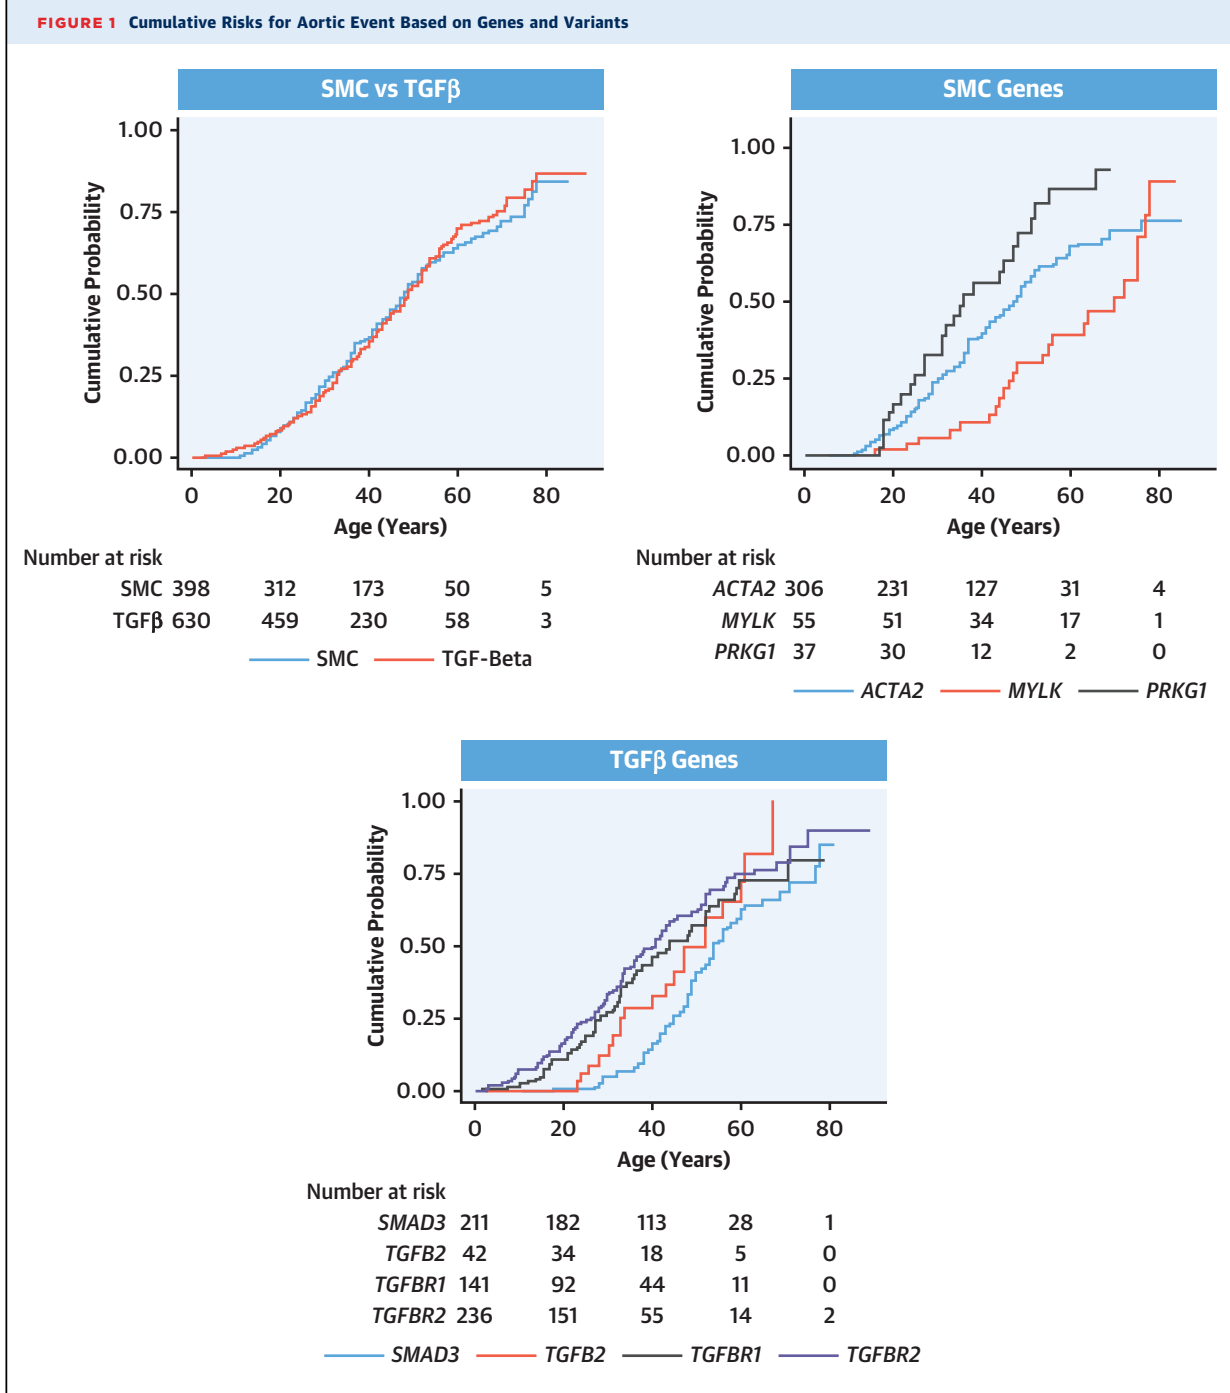 FIGURE 1 Cumulative Risks for Aortic Event Based on Genes and Variants
SMC vs TGFβ
Cumulative Probability
1.00
0.75
0.50
0.25
0.00
0 20 40 60 80
Age (Years)
Number at risk
SMC 398 312 173 50 5
TGFβ 630 459 230 58 3
SMC TGF-Beta
SMC Genes
Cumulative Probability
1.00
0.75
0.50
0.25
0.00
0 20 40 60 80
Age (Years)
Number at risk
ACTA2 306 231 127 31 4
MYLK 55 51 34 17 1
PRKG1 37 30 12 2 0
ACTA2 MYLK PRKG1
TGFβ Genes
Cumulative Probability
1.00
0.75
0.50
0.25
0.00
0 20 40 60 80
Age (Years)
Number at risk
SMAD3 211 182 113 28 1
TGFB2 42 34 18 5 0
TGFBR1 141 92 44 11 0
TGFBR2 236 151 55 14 2
SMAD3 TGFB2 TGFBR1 TGFBR2